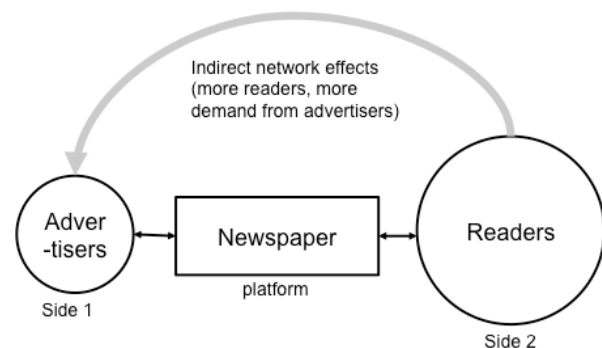 Indirect network effects
(more readers, more
demand from advertisers)
Adver
-tisers
Newspaper
Readers
platform
Side 1
Side 2